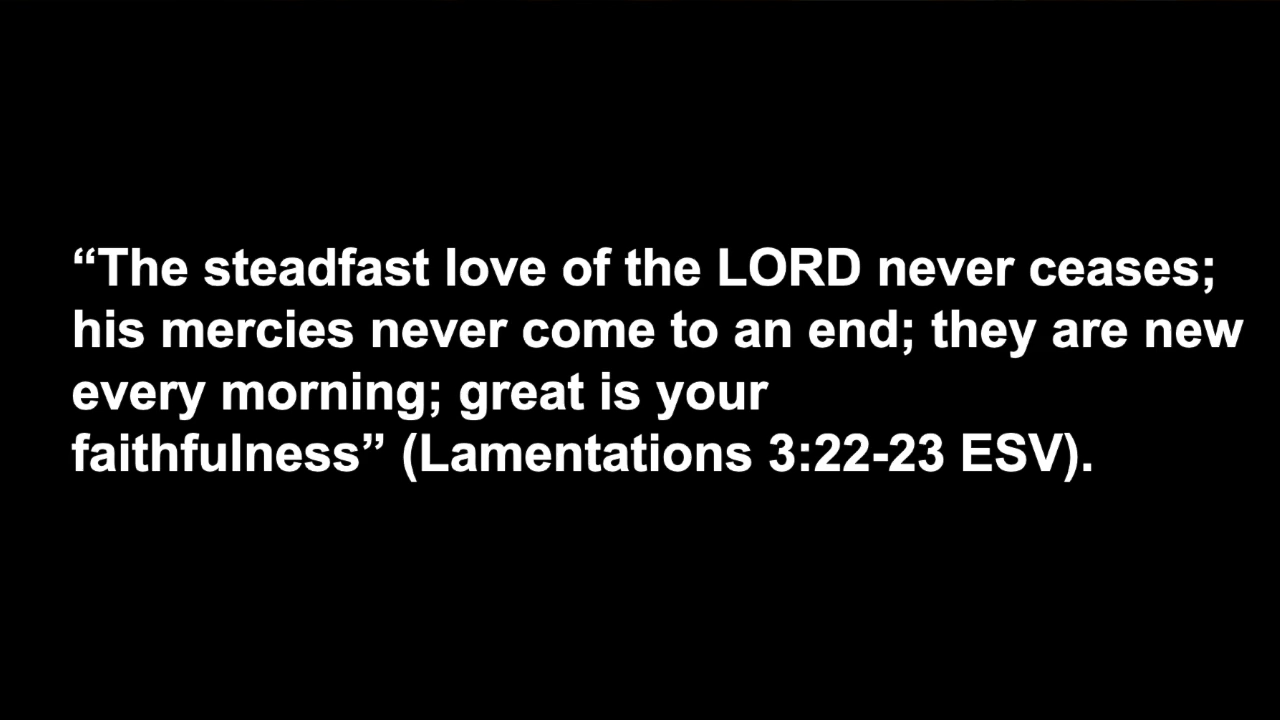 “The steadfast love of the LORD never ceases;
his mercies never come to an end; they are new
every morning; great is your
faithfulness” (Lamentations 3:22-23 ESV).